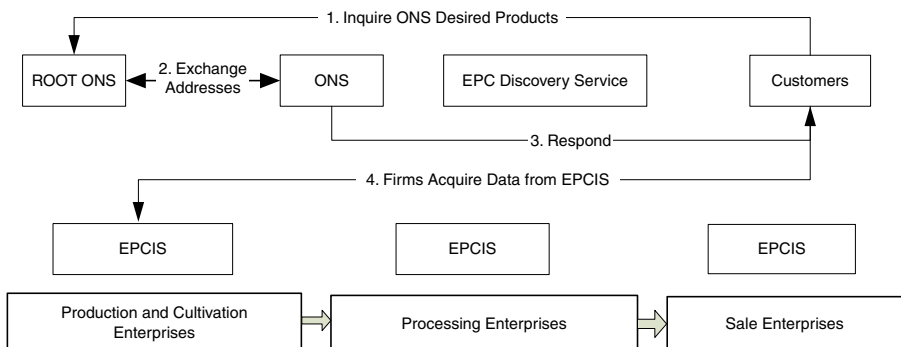 1. Inquire ONS Desired Products
ROOT ONS
2. Exchange
Addresses
ONS
EPC Discovery Service
Customers
3. Respond
4. Firms Acquire Data from EPCIS
EPCIS
EPCIS
EPCIS
Production and Cultivation
Enterprises
Processing Enterprises
Sale Enterprises